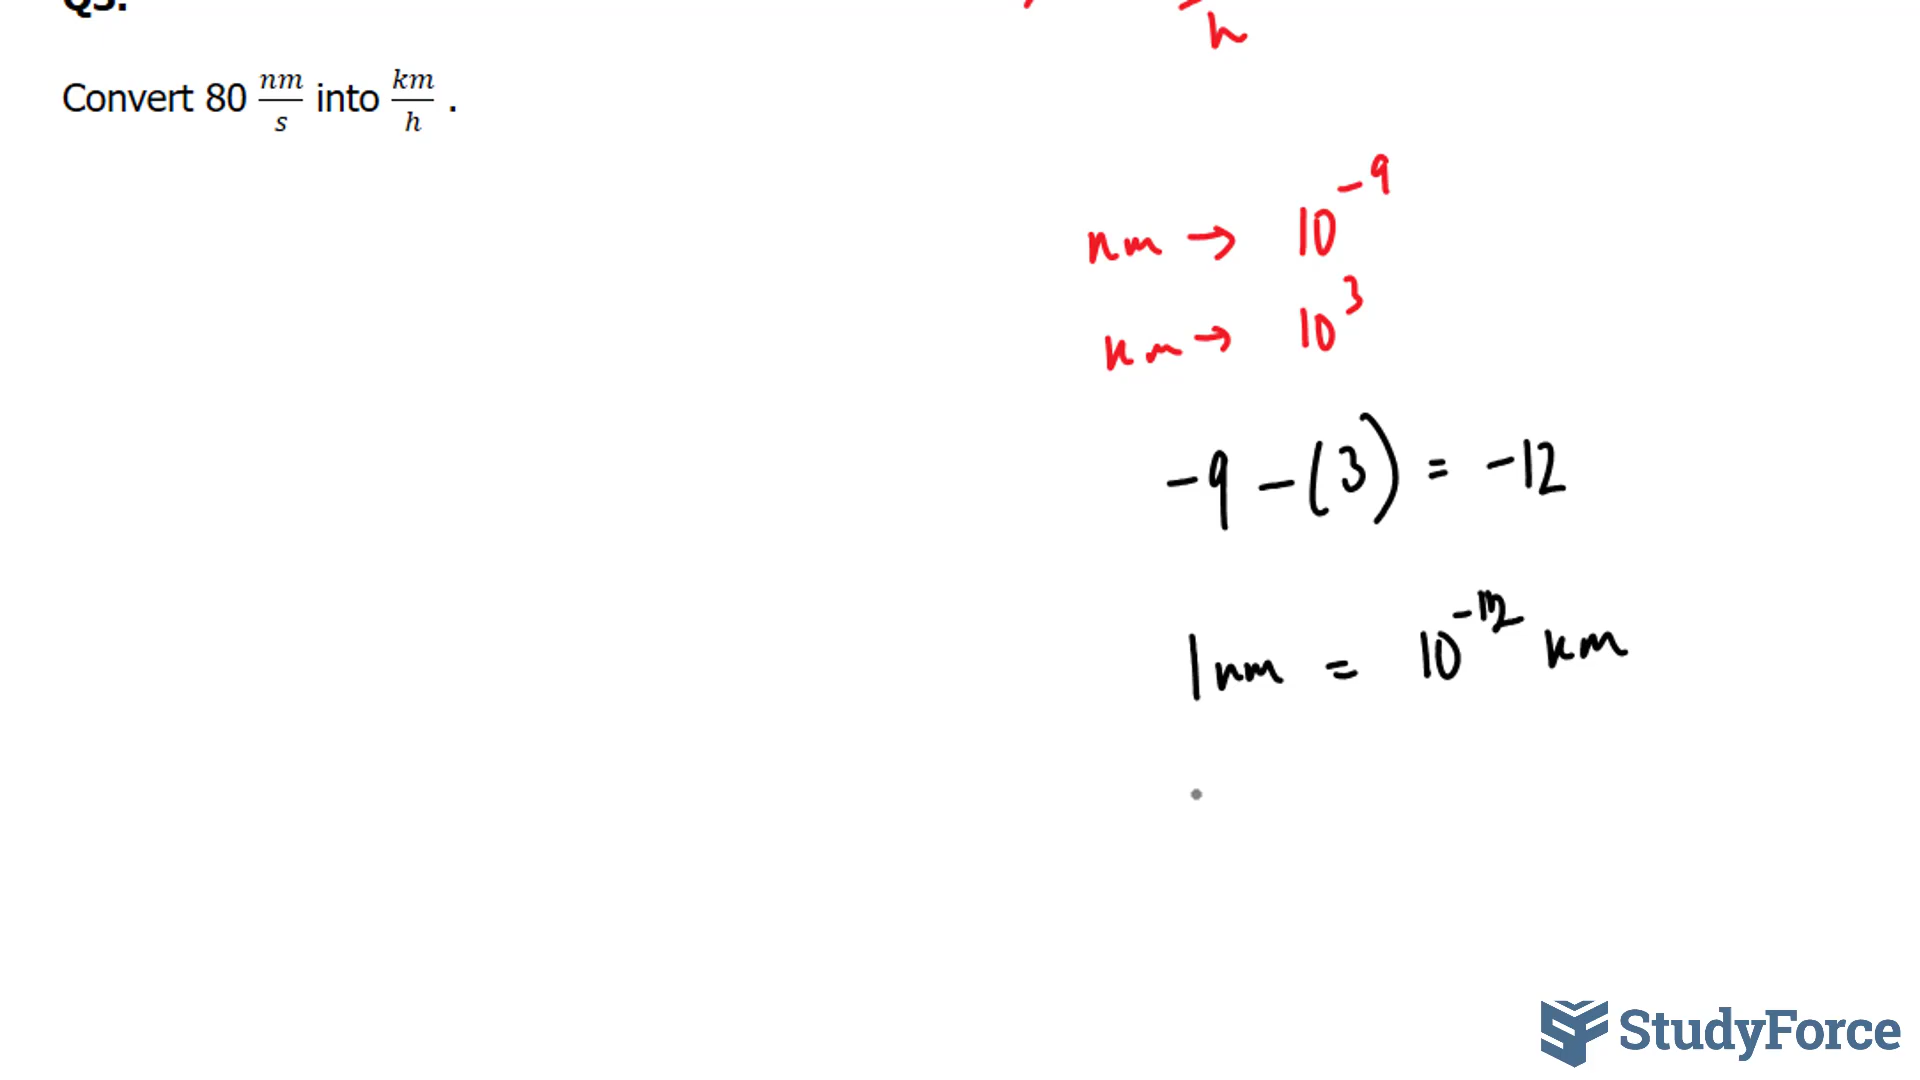 Q3.
h
Convert 80 nm/s into km/h .
nm → 10^-9
km → 10^3
-9 - (3) = -12
1 nm = 10^-12 km
StudyForce